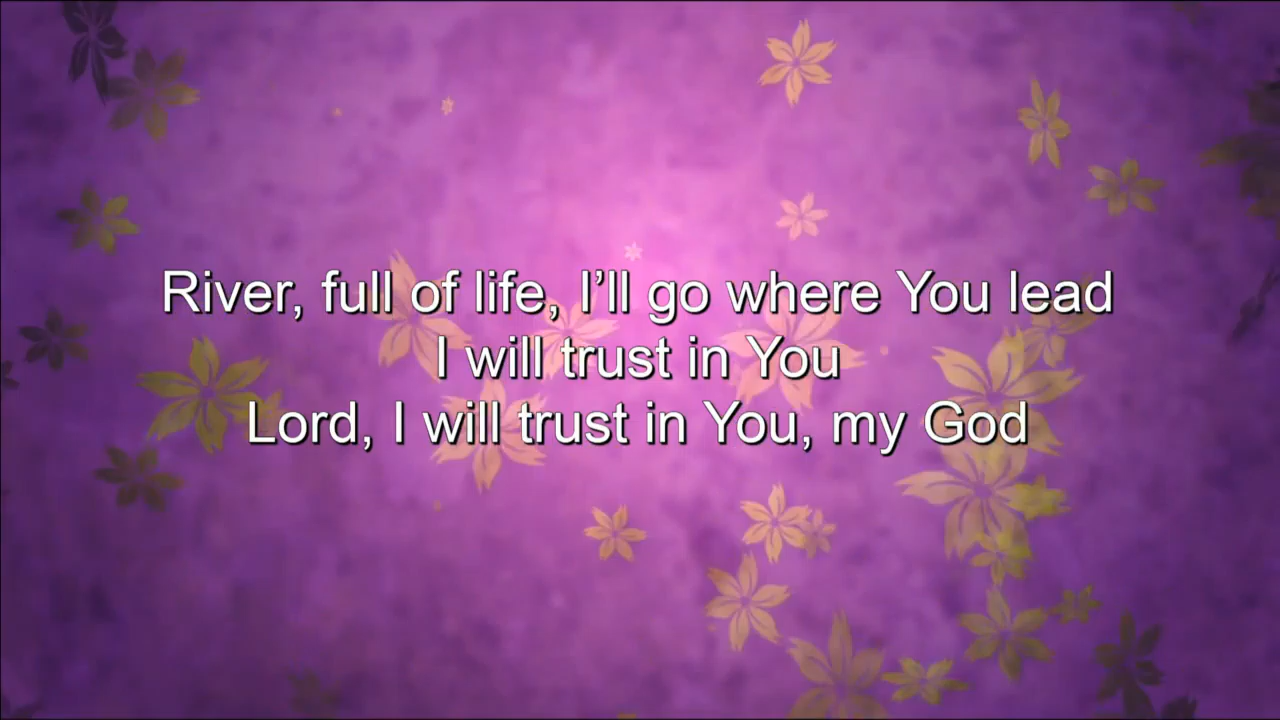 River, full of life, I’ll go where You lead
I will trust in You
Lord, I will trust in You, my God